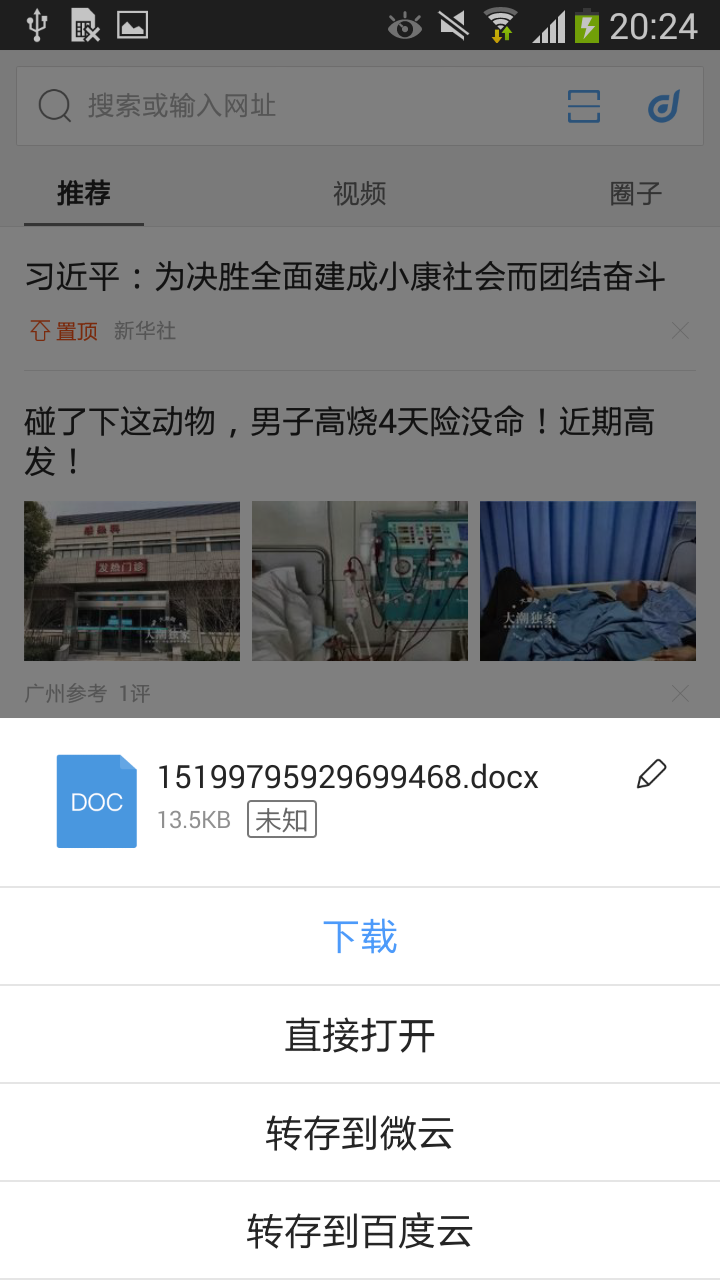 20:24
搜索或输入网址
推荐
视频
圈子
习近平：为决胜全面建成小康社会而团结奋斗
置顶 新华社
碰了下这动物，男子高烧4天险没命！近期高
发！
感染科
发热门诊
大潮独家
大潮独家
广州参考 1评
DOC
15199795929699468.docx
13.5KB 未知
下载
直接打开
转存到微云
转存到百度云